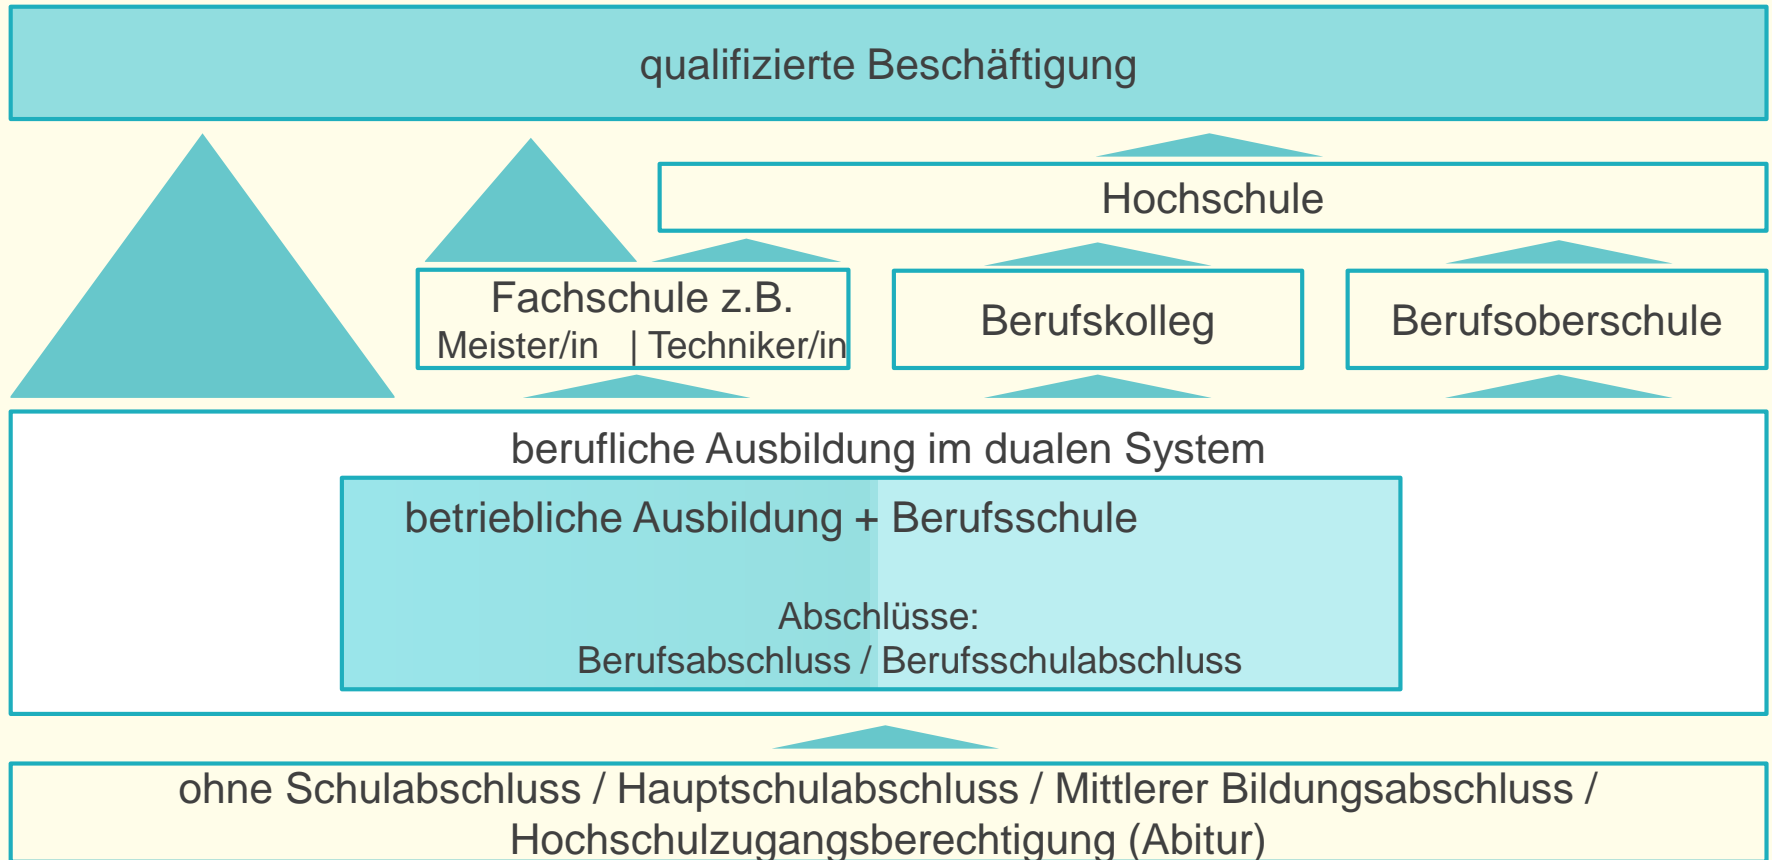 qualifizierte Beschäftigung
Hochschule
Fachschule z.B.
Meister/in | Techniker/in
Berufskolleg
Berufsoberschule
berufliche Ausbildung im dualen System
betriebliche Ausbildung + Berufsschule
Abschlüsse:
Berufsabschluss / Berufsschulabschluss
ohne Schulabschluss / Hauptschulabschluss / Mittlerer Bildungsabschluss /
Hochschulzugangsberechtigung (Abitur)